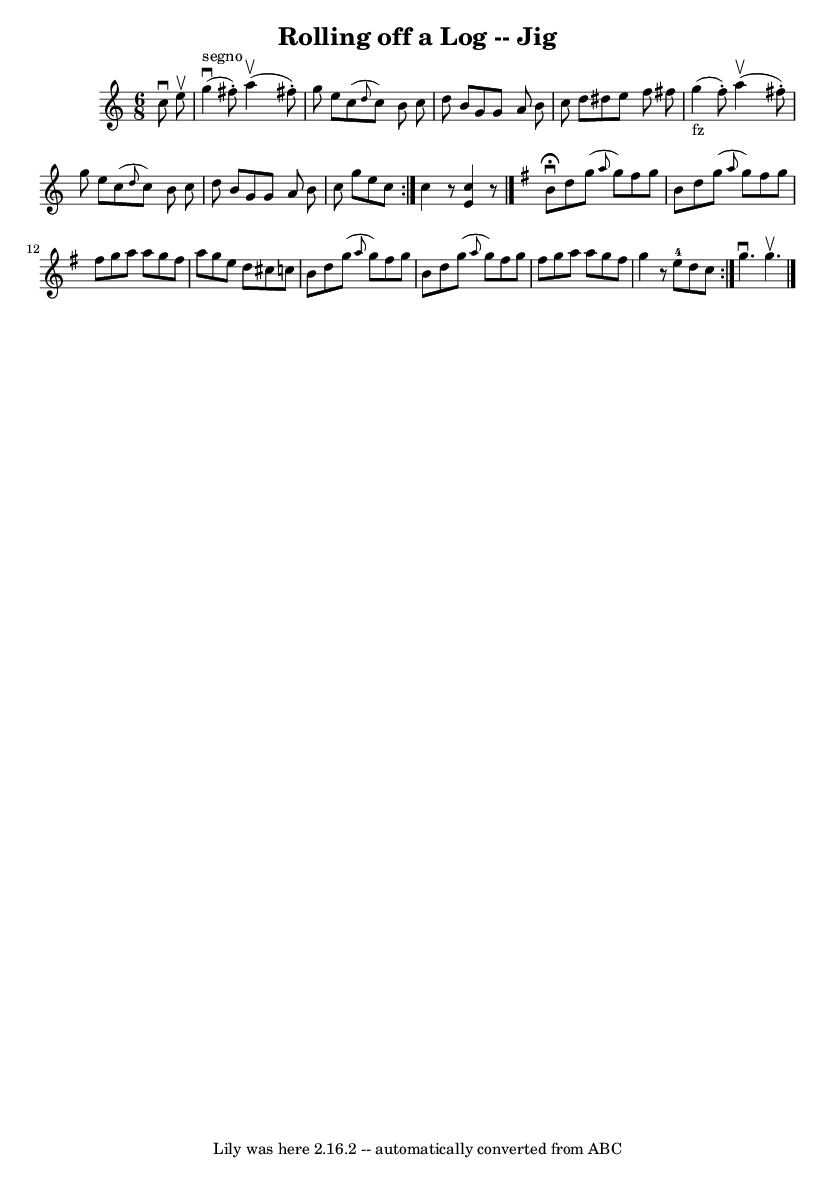 Rolling off a Log -- Jig
segno
6
8
fz
12
4
Lily was here 2.16.2 -- automatically converted from ABC